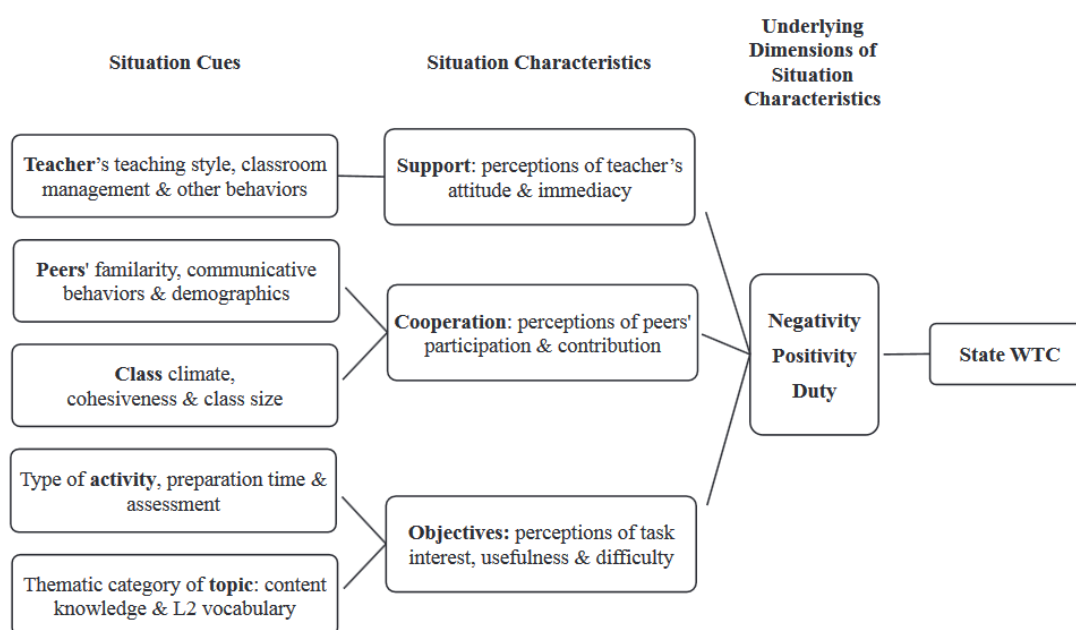 Situation Cues
Situation Characteristics
Underlying
Dimensions of
Situation
Characteristics
Teacher's teaching style, classroom
management & other behaviors
Support: perceptions of teacher's
attitude & immediacy
Peers' familarity, communicative
behaviors & demographics
Cooperation: perceptions of peers'
participation & contribution
Class climate,
cohesiveness & class size
Negativity
Positivity
Duty
State WTC
Type of activity, preparation time &
assessment
Objectives: perceptions of task
interest, usefulness & difficulty
Thematic category of topic: content
knowledge & L2 vocabulary